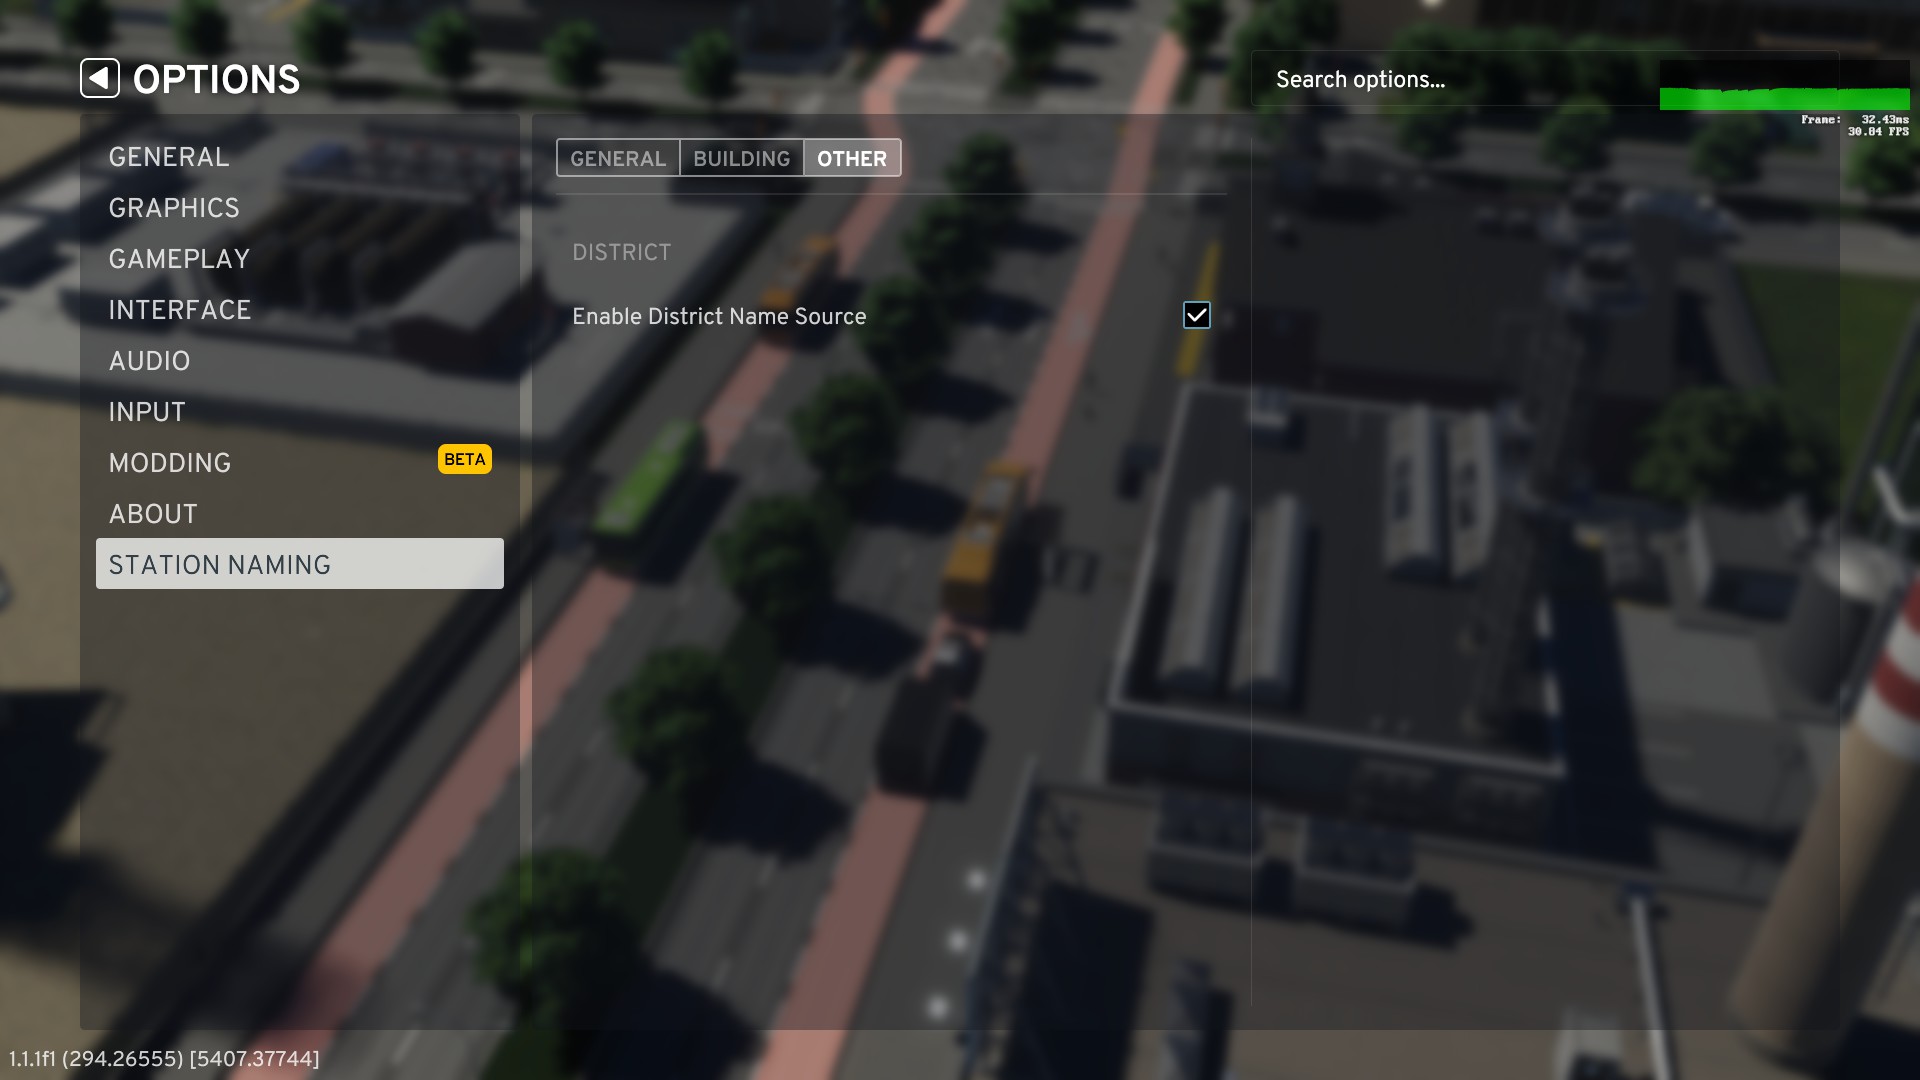 OPTIONS
Search options...
Frame: 32.43ms
30.84 FPS
GENERAL
GRAPHICS
GAMEPLAY
INTERFACE
AUDIO
INPUT
MODDING BETA
ABOUT
STATION NAMING
GENERAL BUILDING OTHER
DISTRICT
Enable District Name Source
1.1.1f1 (294.26555) [5407.37744]